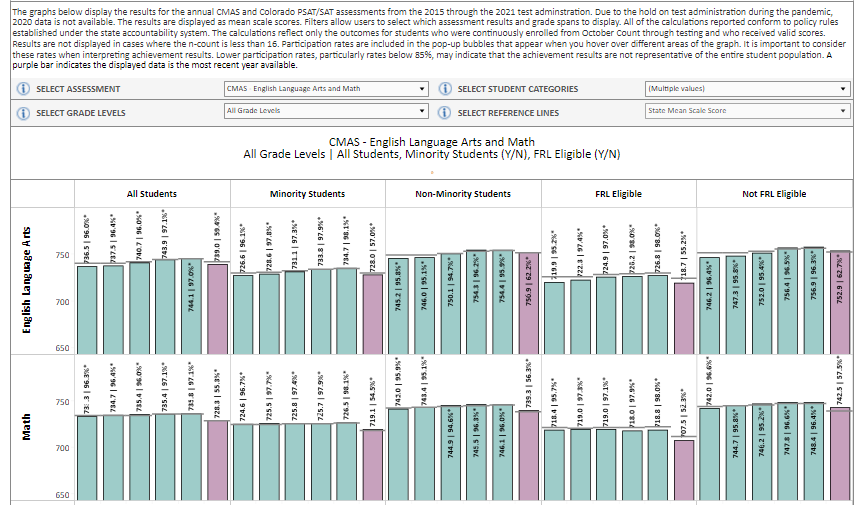 The graphs below display the results for the annual CMAS and Colorado PSAT/SAT assessments from the 2015 through the 2021 test adminstration. Due to the hold on test administration during the pandemic,
2020 data is not available. The results are displayed as mean scale scores. Filters allow users to select which assessment results and grade spans to display. All of the calculations reported conform to policy rules
established under the state accountability system. The calculations reflect only the outcomes for students who were continuously enrolled from October Count through testing and who received valid scores.
Results are not displayed in cases where the n-count is less than 16. Participation rates are included in the pop-up bubbles that appear when you hover over different areas of the graph. It is important to consider
these rates when interpreting achievement results. Lower participation rates, particularly rates below 85%, may indicate that the achievement results are not representative of the entire student population. A
purple bar indicates the displayed data is the most recent year available.
SELECT ASSESSMENT CMAS - English Language Arts and Math SELECT STUDENT CATEGORIES (Multiple values)
SELECT GRADE LEVELS All Grade Levels SELECT REFERENCE LINES State Mean Scale Score
CMAS - English Language Arts and Math
All Grade Levels | All Students, Minority Students (Y/N), FRL Eligible (Y/N)
All Students Minority Students Non-Minority Students FRL Eligible Not FRL Eligible
English Language Arts
750
700
650
736.5 | 96.0%*
737.5 | 96.4%*
740.7 | 96.0%*
743.9 | 97.1%*
744.1 | 97.0%*
739.0 | 59.4%*
726.6 | 96.1%*
728.6 | 97.8%*
731.1 | 97.3%*
733.8 | 97.9%*
734.7 | 98.1%*
728.0 | 57.0%*
745.2 | 95.8%*
746.0 | 95.1%*
750.1 | 94.7%*
754.3 | 96.2%*
754.4 | 95.9%*
750.9 | 62.2%*
719.9 | 95.2%*
722.3 | 97.4%*
724.9 | 97.0%*
726.2 | 98.0%*
726.8 | 98.0%*
718.7 | 55.2%*
746.2 | 96.4%*
747.3 | 95.8%*
752.0 | 95.4%*
756.4 | 96.5%*
756.9 | 96.3%*
752.9 | 62.7%*
Math
750
700
650
96.3%*
734.7 | 96.4%*
735.4 | 96.0%*
735.4 | 97.1%*
735.8 | 97.1%*
728.3 | 55.3%*
724.6 | 96.7%*
725.5 | 97.7%*
725.8 | 97.4%*
725.7 | 97.9%*
726.5 | 98.1%*
719.1 | 54.5%*
742.0 | 95.9%*
743.4 | 95.1%*
744.9 | 94.6%*
745.5 | 96.3%*
746.1 | 96.0%*
739.3 | 56.3%*
718.4 | 95.7%*
719.0 | 97.3%*
719.0 | 97.1%*
718.0 | 97.9%*
718.8 | 98.0%*
707.5 | 52.3%*
742.0 | 96.6%*
744.7 | 95.8%*
746.2 | 95.2%*
747.8 | 96.6%*
748.4 | 96.4%*
742.5 | 57.5%*